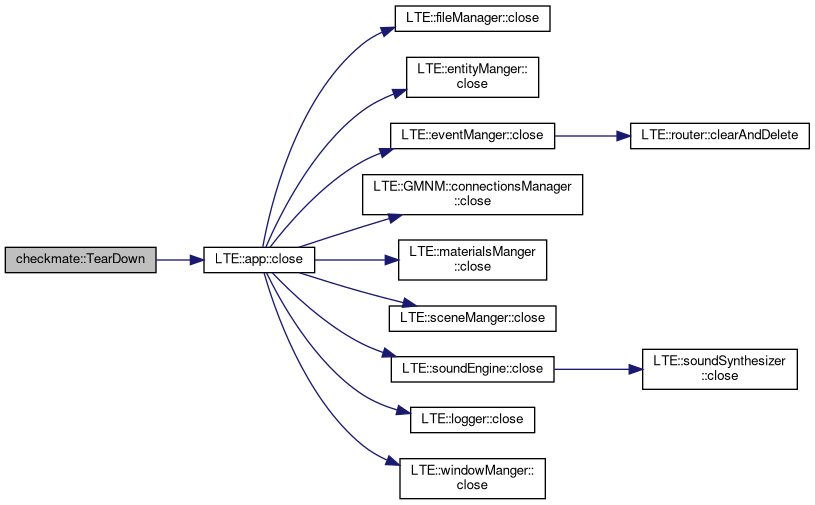 LTE::fileManager::close
LTE::entityManger::
close
LTE::eventManger::close
LTE::router::clearAndDelete
LTE::GMNM::connectionsManager
::close
checkmate::TearDown
LTE::app::close
LTE::materialsManger
::close
LTE::sceneManger::close
LTE::soundEngine::close
LTE::soundSynthesizer
::close
LTE::logger::close
LTE::windowManger::
close